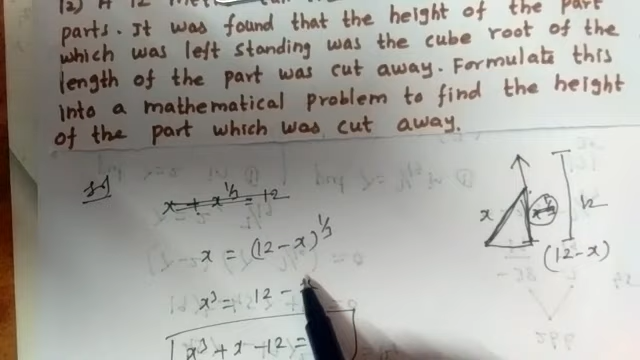 12) A 12
height of the part
parts. It was found that the
which was left standing was the cube root of the
length of the part was cut away. Formulate this
into a mathematical problem to find the height
of the part which was cut away.
x + x^1/3 = 12
x = (12-x)^1/3
x³ = 12 -
x³ + x - 12 =
x
12
(12-x)